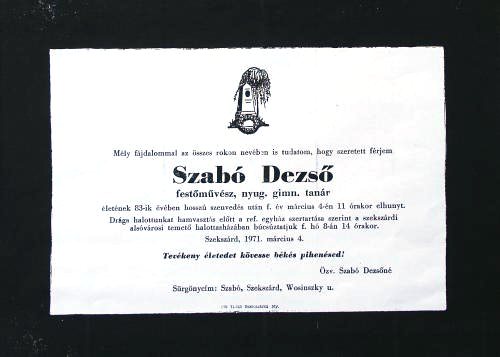 Mély fájdalommal az összes rokon nevében is tudatom, hogy szeretett férjem
Szabó Dezső
festőművész, nyug. gimn. tanár
életének 83-ik évében hosszú szenvedés után f. év március 4-én 11 órakor elhunyt.
Drága halottunkat hamvasztás előtt a ref. egyház szertartása szerint a szekszárdi
alsóvárosi temető halottasházában búcsúztatjuk f. hó 8-án 14 órakor.
Szekszárd, 1971. március 4.
Tevékeny életedet kövesse békés pihenésed!
Özv. Szabó Dezsőné
Sürgönycím: Szabó, Szekszárd, Wosinszky u.